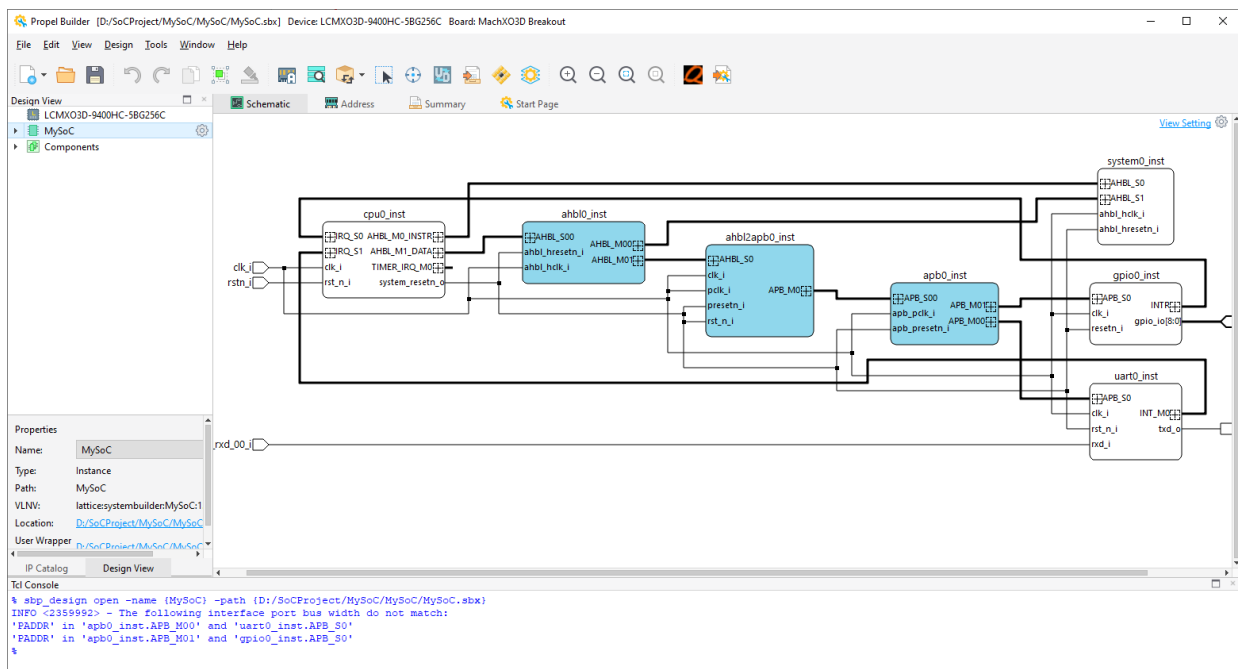 Propel Builder [D:/SoCProject/MySoC/MySoC/MySoC.sbx] Device: LCMXO3D-9400HC-5BG256C Board: MachXO3D Breakout
File Edit View Design Tools Window Help
Design View
LCMXO3D-9400HC-5BG256C
MySoC
Components
Schematic Address Summary Start Page
View Setting
system0_inst
AHBL_S0
AHBL_S1
ahbl_hclk_i
ahbl_hresetn_i
cpu0_inst
IRQ_S0 AHBL_M0_INSTR
IRQ_S1 AHBL_M1_DATA
clk_i TIMER_IRQ_M0
rst_n_i system_resetn_o
clk_i
rstn_i
ahbl0_inst
AHBL_S00
ahbl_hresetn_i
ahbl_hclk_i
AHBL_M00
AHBL_M01
ahbl2apb0_inst
AHBL_S0
clk_i
pclk_i
presetn_i
rst_n_i
APB_M0
apb0_inst
APB_S00
apb_pclk_i
apb_presetn_i
APB_M01
APB_M00
gpio0_inst
APB_S0
clk_i
resetn_i
INTR
gpio_io[8:0]
uart0_inst
APB_S0
clk_i
rst_n_i
rxd_i
INT_M0
txd_o
_rxd_00_i
Properties
Name: MySoC
Type: Instance
Path: MySoC
VLNV: lattice:systembuilder:MySoC:1
Location: D:/SoCProject/MySoC/MySoC
User Wrapper D:/SoCProject/MySoC/MySoC
IP Catalog Design View
Tcl Console
% sbp_design open -name {MySoC} -path {D:/SoCProject/MySoC/MySoC/MySoC.sbx}
INFO <2359992> - The following interface port bus width do not match:
'PADDR' in 'apb0_inst.APB_M00' and 'uart0_inst.APB_S0'
'PADDR' in 'apb0_inst.APB_M01' and 'gpio0_inst.APB_S0'
%